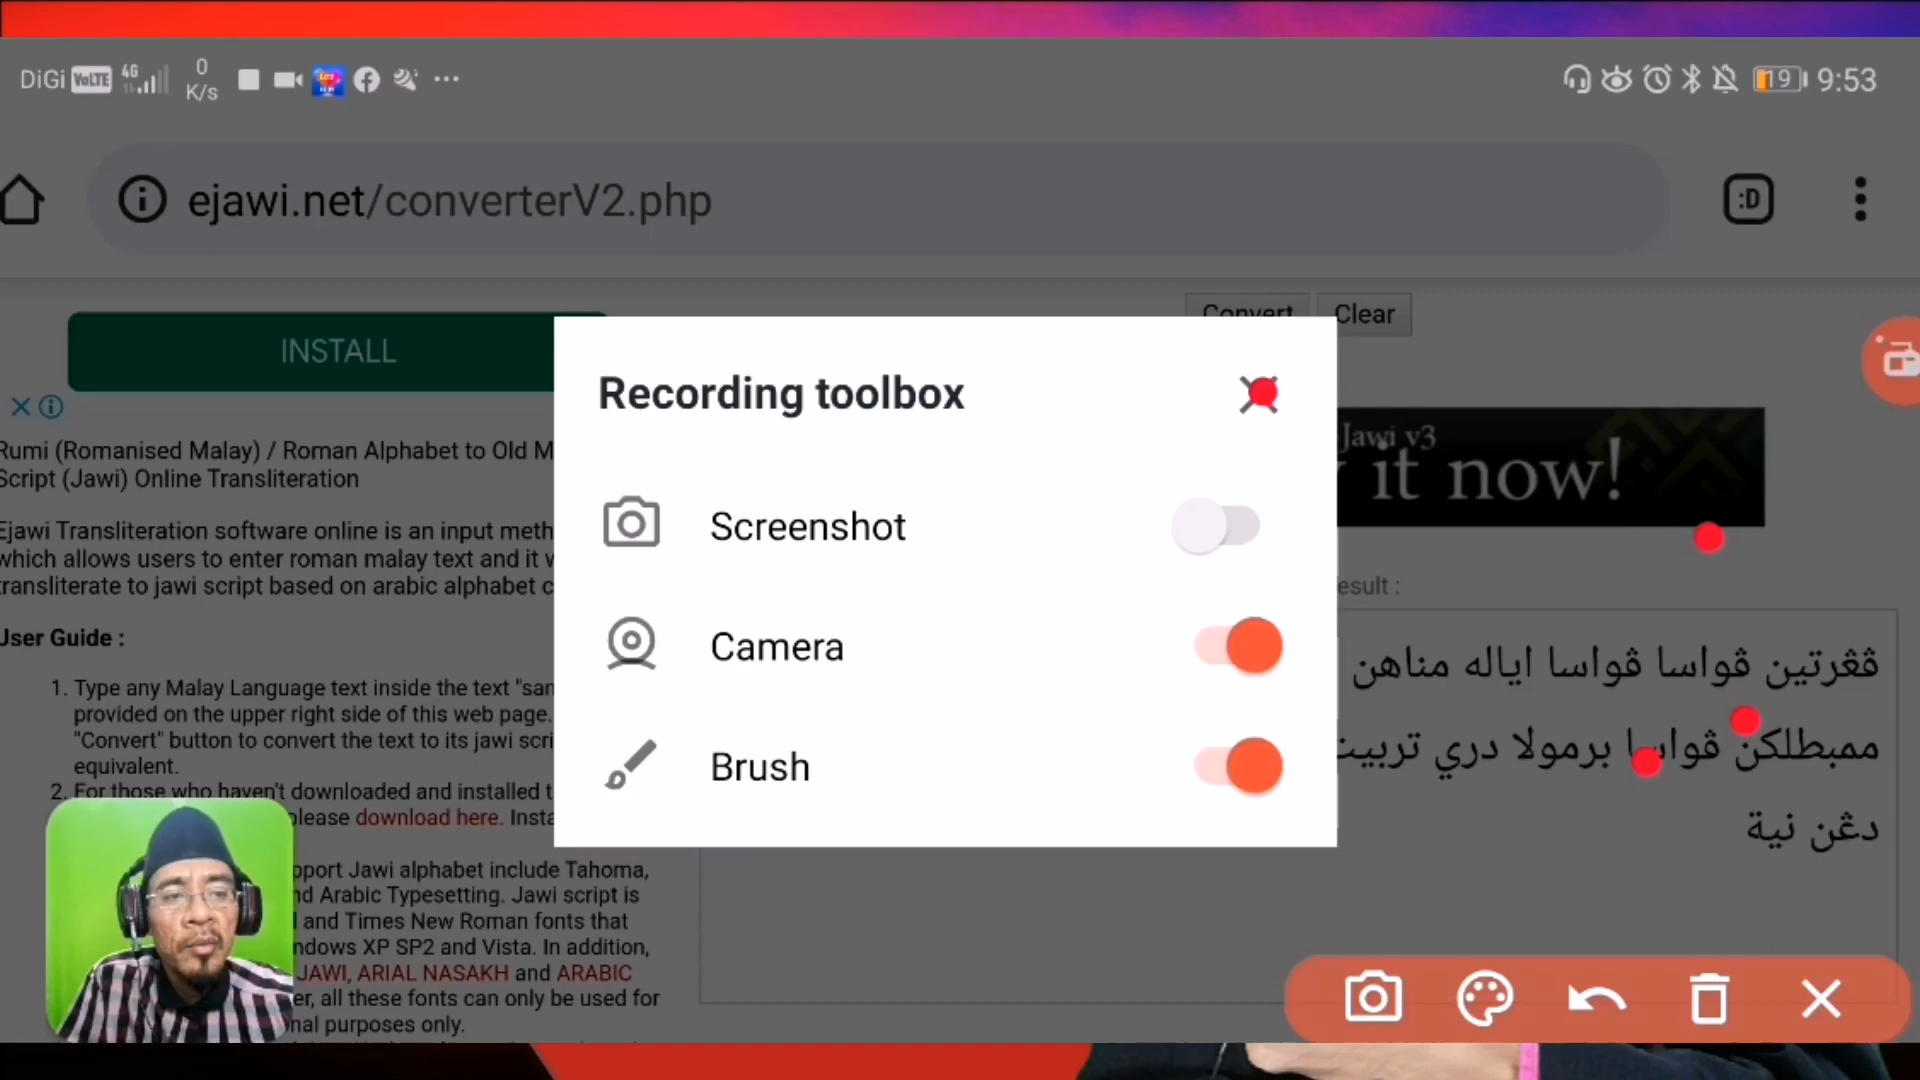 DiGi VoLTE 4G 0 K/s 19 9:53
ejawi.net/converterV2.php :D
INSTALL
Convert Clear
Rumi (Romanised Malay) / Roman Alphabet to Old M
Script (Jawi) Online Transliteration
Ejawi Transliteration software online is an input meth
which allows users to enter roman malay text and it w
transliterate to jawi script based on arabic alphabet c
User Guide :
1. Type any Malay Language text inside the text "san
provided on the upper right side of this web page.
"Convert" button to convert the text to its jawi scri
equivalent.
2. For those who haven't downloaded and installed t
please download here. Insta
pport Jawi alphabet include Tahoma,
nd Arabic Typesetting. Jawi script is
l and Times New Roman fonts that
ndows XP SP2 and Vista. In addition,
JAWI, ARIAL NASAKH and ARABIC
er, all these fonts can only be used for
nal purposes only.
Recording toolbox
Screenshot
Camera
Brush
Jawi v3
it now!
esult :
ڤڠرتين ڤواسا ڤواسا اياله مناهن
ممبطلکن ڤواسا برمولا دري تربيت
دڠن نية